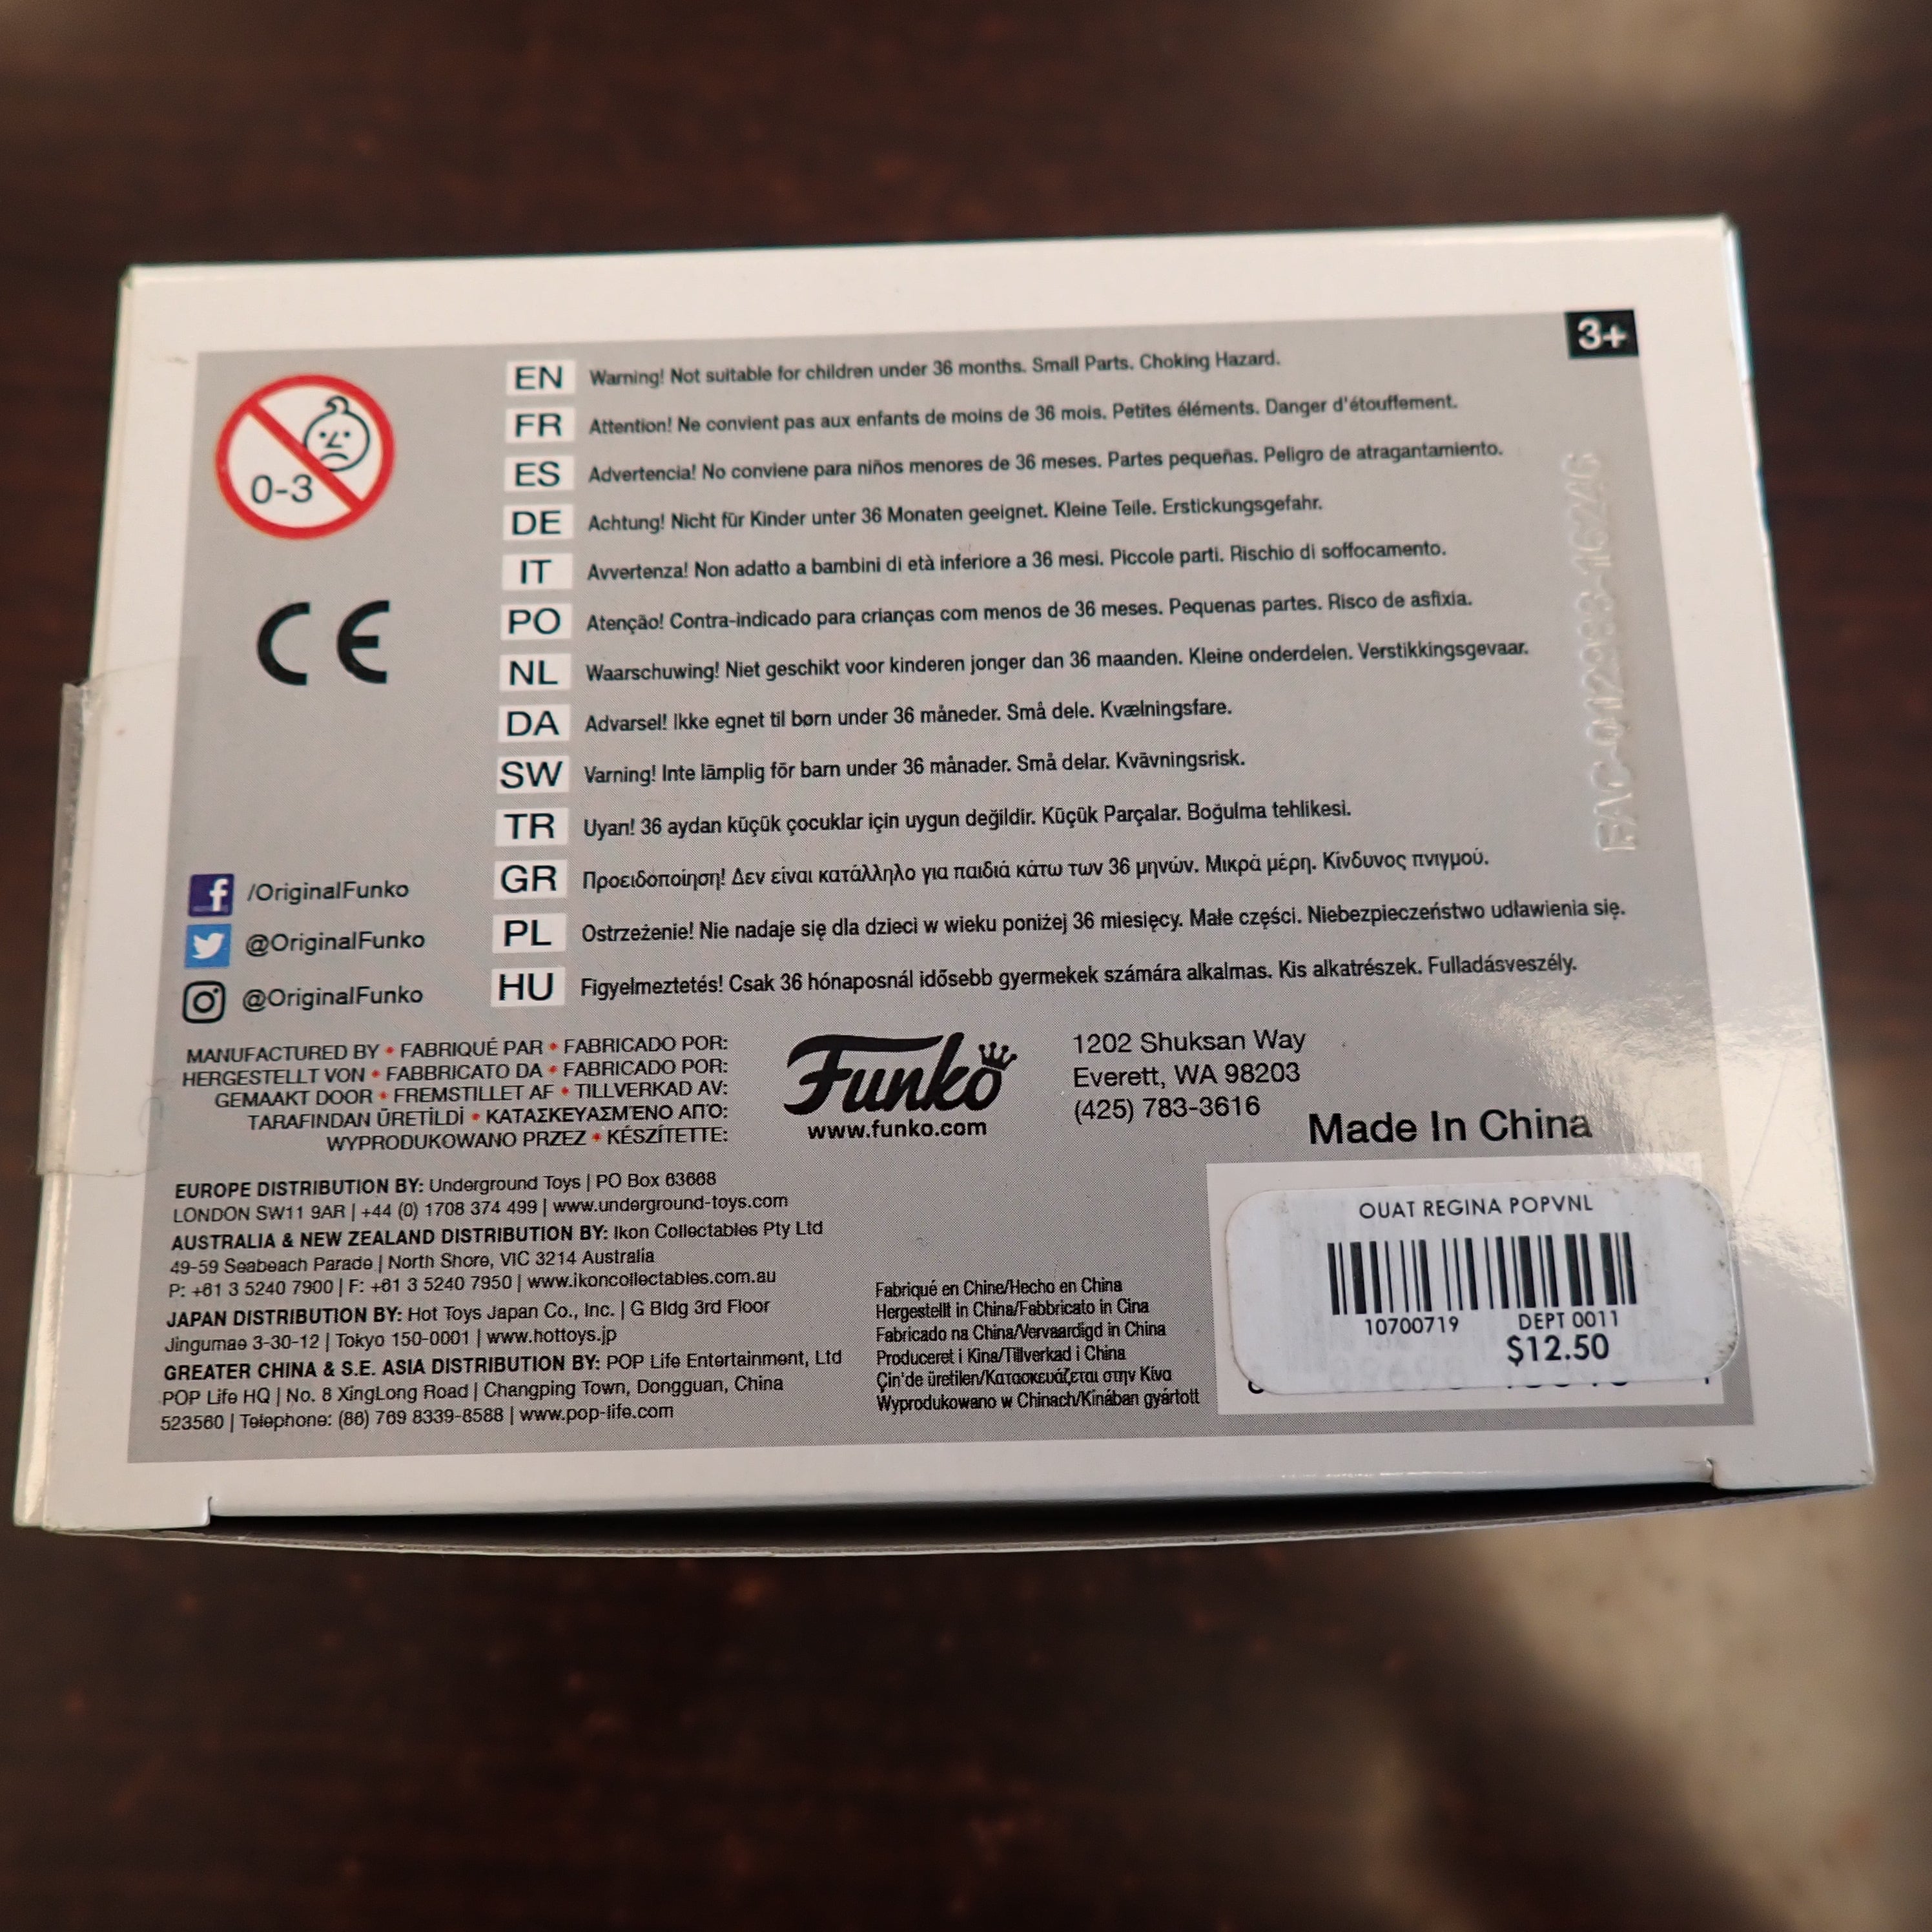 3+
0-3
EN Warning! Not suitable for children under 36 months. Small Parts. Choking Hazard.
FR Attention! Ne convient pas aux enfants de moins de 36 mois. Petites éléments. Danger d'étouffement.
ES Advertencia! No conviene para niños menores de 36 meses. Partes pequeñas. Peligro de atragantamiento.
DE Achtung! Nicht für Kinder unter 36 Monaten geeignet. Kleine Teile. Erstickungsgefahr.
IT Avvertenza! Non adatto a bambini di età inferiore a 36 mesi. Piccole parti. Rischio di soffocamento.
PO Atenção! Contra-indicado para crianças com menos de 36 meses. Pequenas partes. Risco de asfixia.
NL Waarschuwing! Niet geschikt voor kinderen jonger dan 36 maanden. Kleine onderdelen. Verstikkingsgevaar.
DA Advarsel! Ikke egnet til børn under 36 måneder. Små dele. Kvælningsfare.
SW Varning! Inte lämplig för barn under 36 månader. Små delar. Kvävningsrisk.
TR Uyarı! 36 aydan küçük çocuklar için uygun değildir. Küçük Parçalar. Boğulma tehlikesi.
GR Προειδοποίηση! Δεν είναι κατάλληλο για παιδιά κάτω των 36 μηνών. Μικρά μέρη. Κίνδυνος πνιγμού.
PL Ostrzeżenie! Nie nadaje się dla dzieci w wieku poniżej 36 miesięcy. Małe części. Niebezpieczeństwo udławienia się.
HU Figyelmeztetés! Csak 36 hónaposnál idősebb gyermekek számára alkalmas. Kis alkatrészek. Fulladásveszély.
CE
/OriginalFunko
@OriginalFunko
@OriginalFunko
MANUFACTURED BY • FABRIQUÉ PAR • FABRICADO POR:
HERGESTELLT VON • FABBRICATO DA • FABRICADO POR:
GEMAAKT DOOR • FREMSTILLET AF • TILLVERKAD AV:
TARAFINDAN ÜRETİLDİ • ΚΑΤΑΣΚΕΥΑΣΜΈΝΟ ΑΠΌ:
WYPRODUKOWANO PRZEZ • KÉSZÍTETTE:
Funko
www.funko.com
1202 Shuksan Way
Everett, WA 98203
(425) 783-3616
Made In China
EUROPE DISTRIBUTION BY: Underground Toys | PO Box 63668
LONDON SW11 9AR | +44 (0) 1708 374 499 | www.underground-toys.com
AUSTRALIA & NEW ZEALAND DISTRIBUTION BY: Ikon Collectables Pty Ltd
49-59 Seabeach Parade | North Shore, VIC 3214 Australia
P: +61 3 5240 7900 | F: +61 3 5240 7950 | www.ikoncollectables.com.au
JAPAN DISTRIBUTION BY: Hot Toys Japan Co., Inc. | G Bldg 3rd Floor
Jingumae 3-30-12 | Tokyo 150-0001 | www.hottoys.jp
GREATER CHINA & S.E. ASIA DISTRIBUTION BY: POP Life Entertainment, Ltd
POP Life HQ | No. 8 XingLong Road | Changping Town, Dongguan, China
523560 | Telephone: (86) 769 8339-8588 | www.pop-life.com
Fabriqué en Chine/Hecho en China
Hergestellt in China/Fabbricato in Cina
Fabricado na China/Vervaardigd in China
Produceret i Kina/Tillverkad i China
Çin'de üretilen/Κατασκευάζεται στην Κίνα
Wyprodukowano w Chinach/Kínában gyártott
OUAT REGINA POPVNL
10700719 DEPT 0011
$12.50